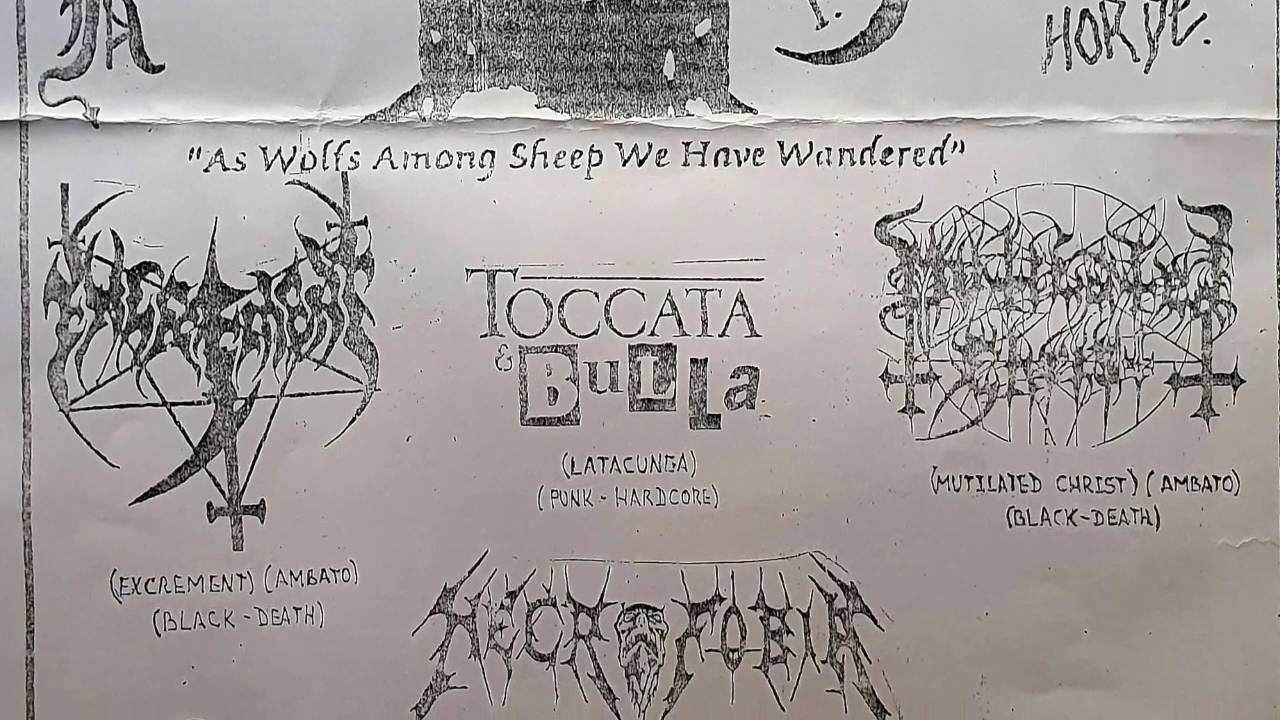 HORDE.
"As Wolfs Among Sheep We Have Wandered"
TOCCATA
& BuLLa
(LATACUNGA)
(PUNK - HARDCORE)
(MUTILATED CHRIST) (AMBATO)
(BLACK-DEATH)
(EXCREMENT) (AMBATO)
(BLACK - DEATH)
NECROFOBIA